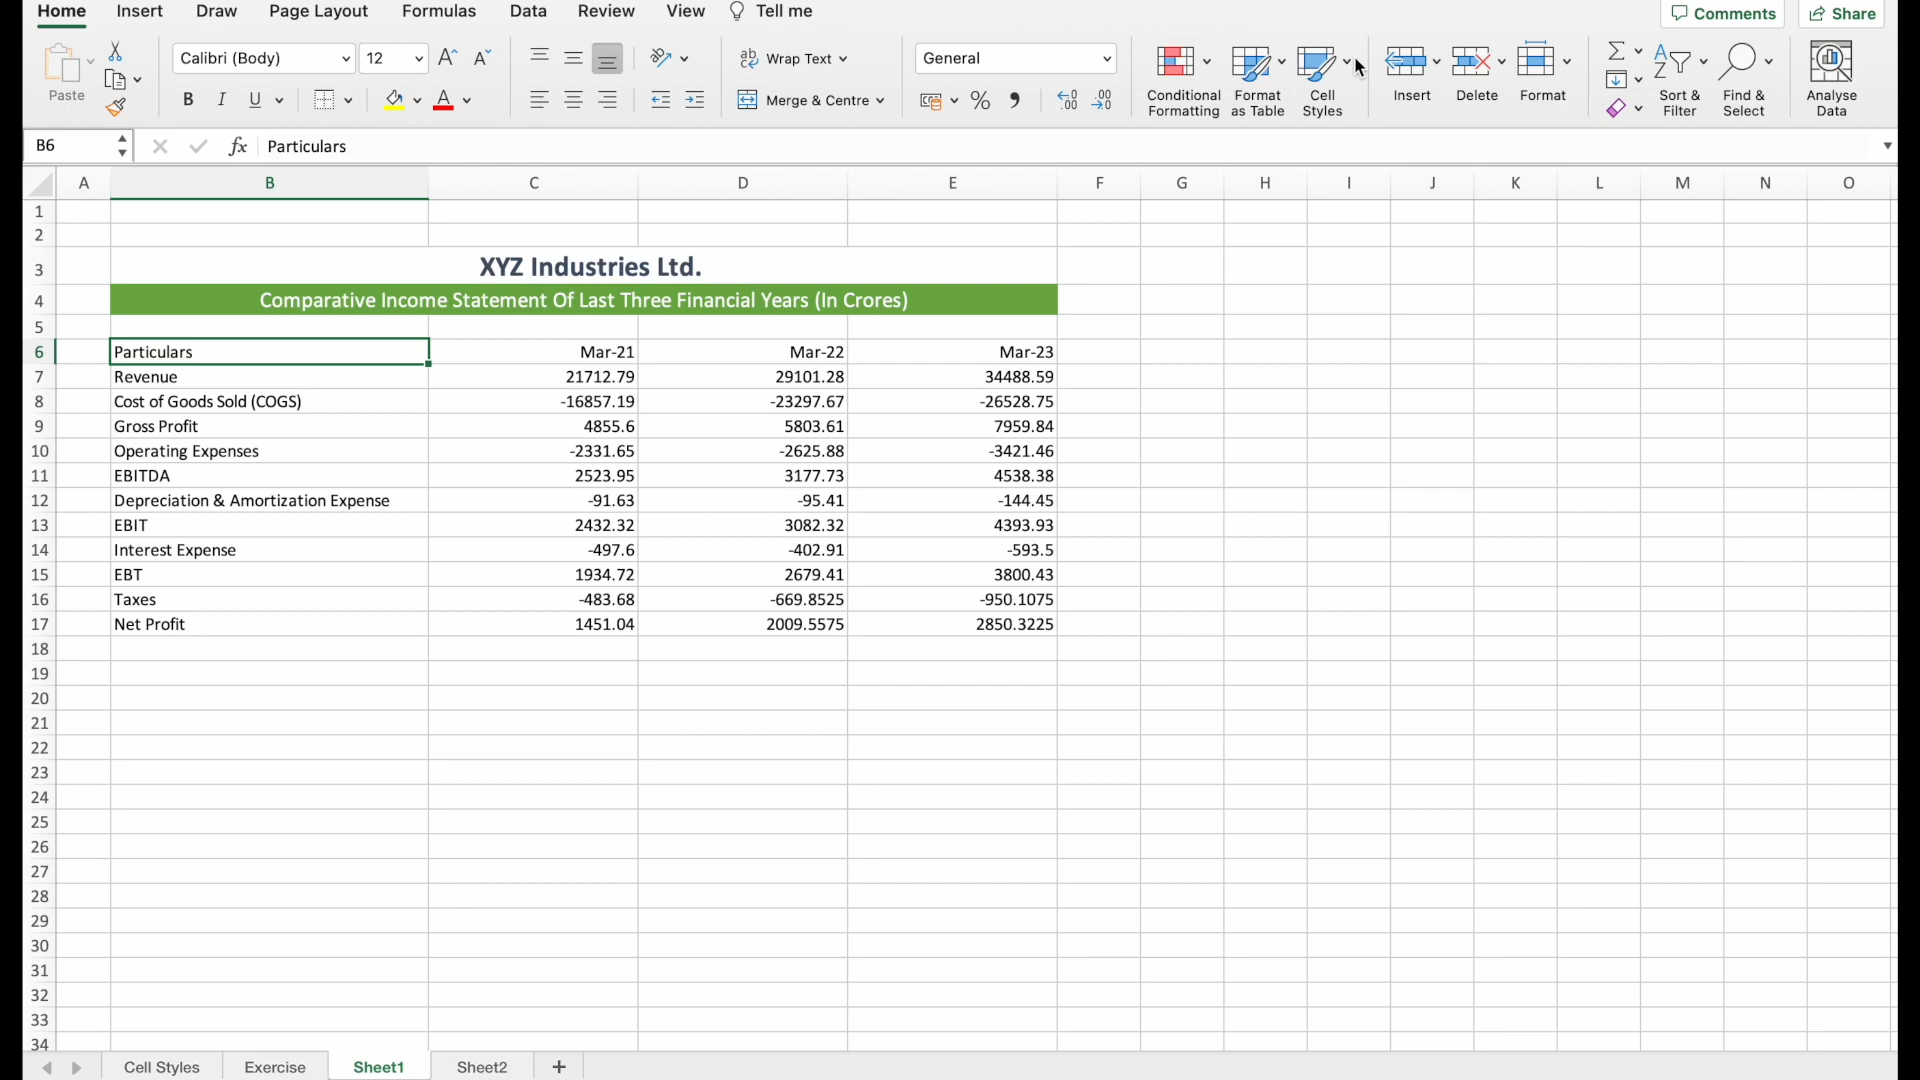 Home Insert Draw Page Layout Formulas Data Review View Tell me Comments Share
Paste
Calibri (Body) 12
B I U A
Wrap Text
Merge & Centre
General
Conditional Formatting
Format as Table
Cell Styles
Insert
Delete
Format
Sort & Filter
Find & Select
Analyse Data
B6 fx Particulars
A B C D E F G H I J K L M N O
1
2
3 XYZ Industries Ltd.
4 Comparative Income Statement Of Last Three Financial Years (In Crores)
5
6 Particulars Mar-21 Mar-22 Mar-23
7 Revenue 21712.79 29101.28 34488.59
8 Cost of Goods Sold (COGS) -16857.19 -23297.67 -26528.75
9 Gross Profit 4855.6 5803.61 7959.84
10 Operating Expenses -2331.65 -2625.88 -3421.46
11 EBITDA 2523.95 3177.73 4538.38
12 Depreciation & Amortization Expense -91.63 -95.41 -144.45
13 EBIT 2432.32 3082.32 4393.93
14 Interest Expense -497.6 -402.91 -593.5
15 EBT 1934.72 2679.41 3800.43
16 Taxes -483.68 -669.8525 -950.1075
17 Net Profit 1451.04 2009.5575 2850.3225
18
19
20
21
22
23
24
25
26
27
28
29
30
31
32
33
34
Cell Styles Exercise Sheet1 Sheet2 +